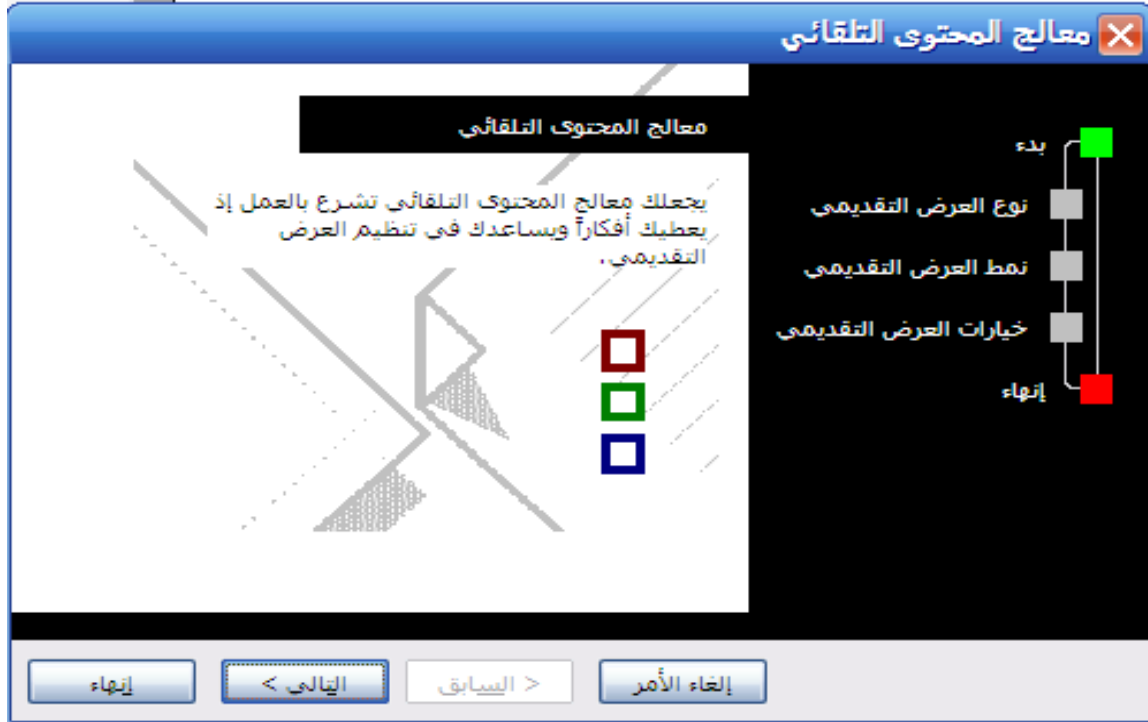 معالج المحتوى التلقائي
معالج المحتوى التلقائي
يجعلك معالج المحتوى التلقائي تشرع بالعمل إذ
يعطيك أفكاراً ويساعدك في تنظيم العرض
التقديمي.
بدء
نوع العرض التقديمي
نمط العرض التقديمي
خيارات العرض التقديمي
إنهاء
إلغاء الأمر
< السابق
التالي >
إنهاء